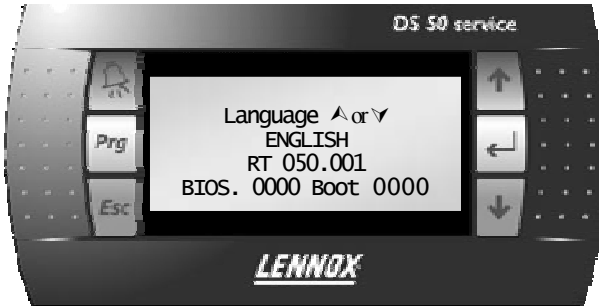 DS 50 service
Language ⋏ or ⋎
ENGLISH
RT 050.001
BIOS. 0000 Boot 0000
Prg
Esc
LENNOX